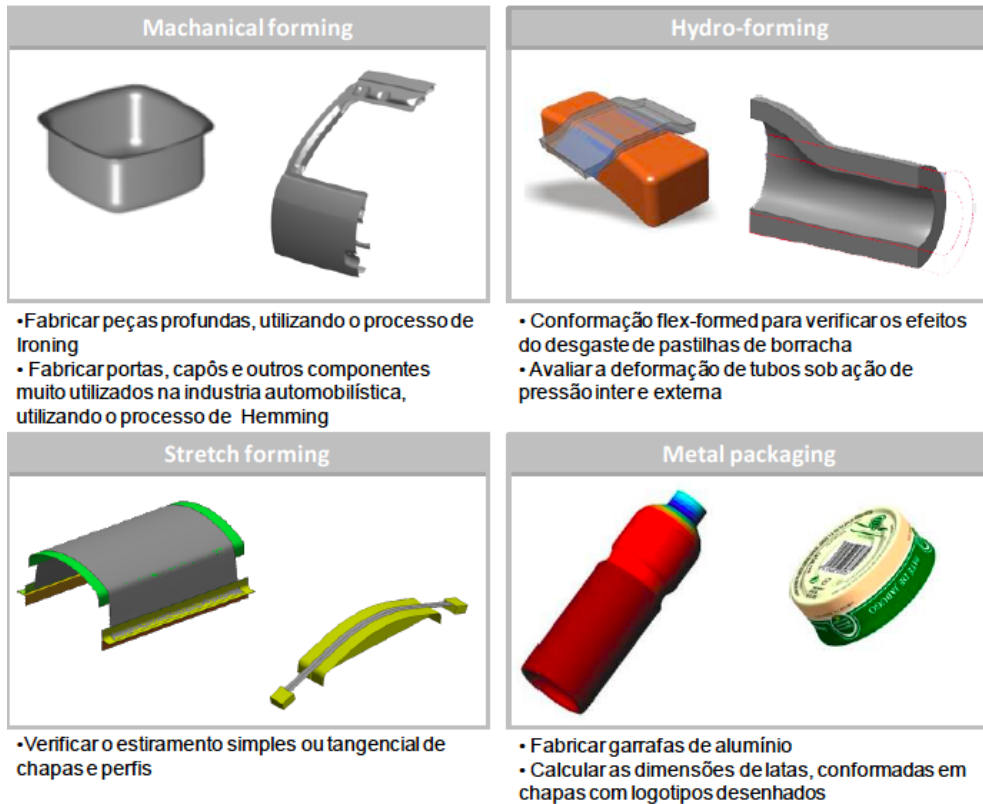 Machanical forming
Hydro-forming
•Fabricar peças profundas, utilizando o processo de
Ironing
• Fabricar portas, capôs e outros componentes
muito utilizados na industria automobilística,
utilizando o processo de Hemming
• Conformação flex-formed para verificar os efeitos
do desgaste de pastilhas de borracha
• Avaliar a deformação de tubos sob ação de
pressão inter e externa
Stretch forming
Metal packaging
PATÉ DE JABUGO
•Verificar o estiramento simples ou tangencial de
chapas e perfis
• Fabricar garrafas de alumínio
• Calcular as dimensões de latas, conformadas em
chapas com logotipos desenhados